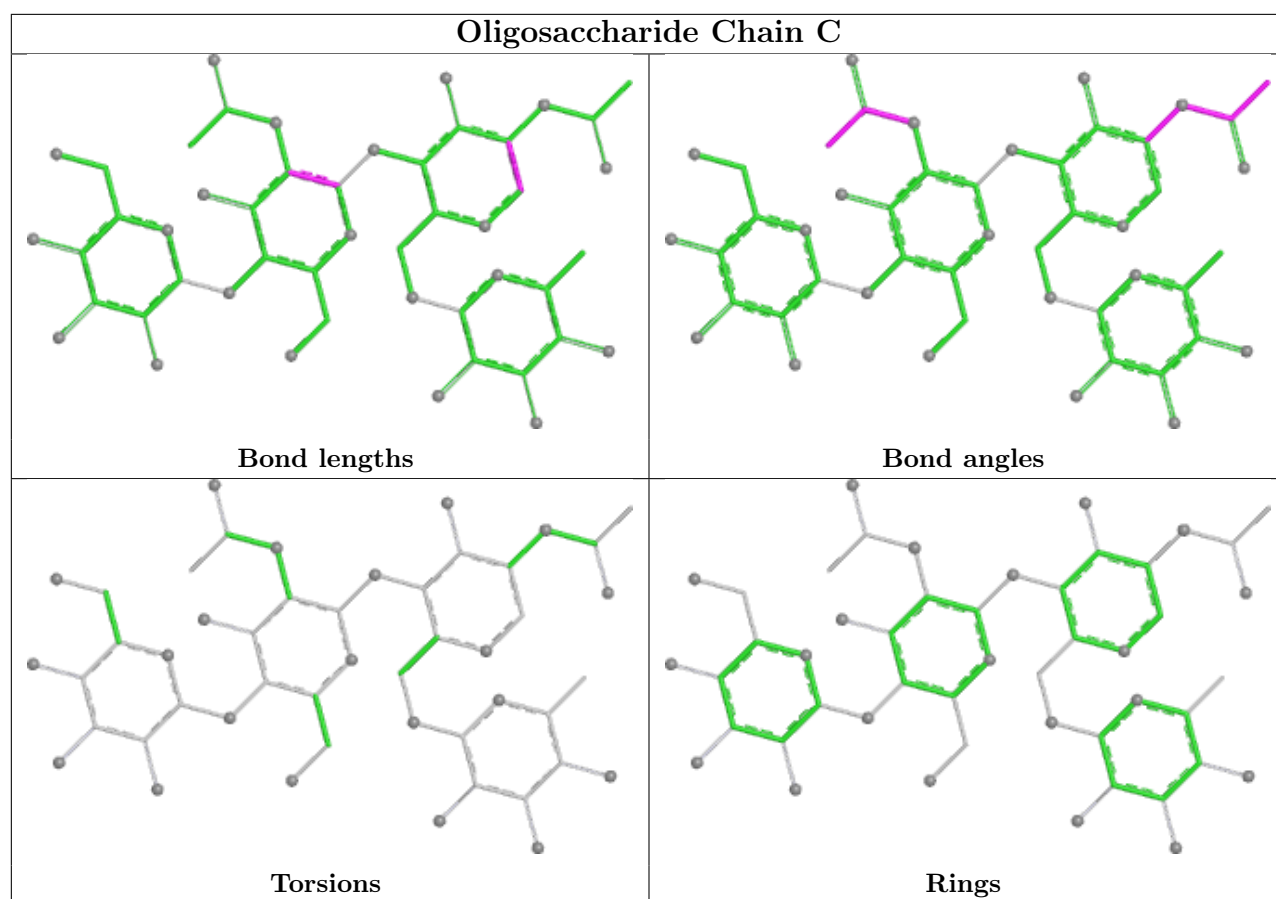 Oligosaccharide Chain C
Bond lengths
Bond angles
Torsions
Rings